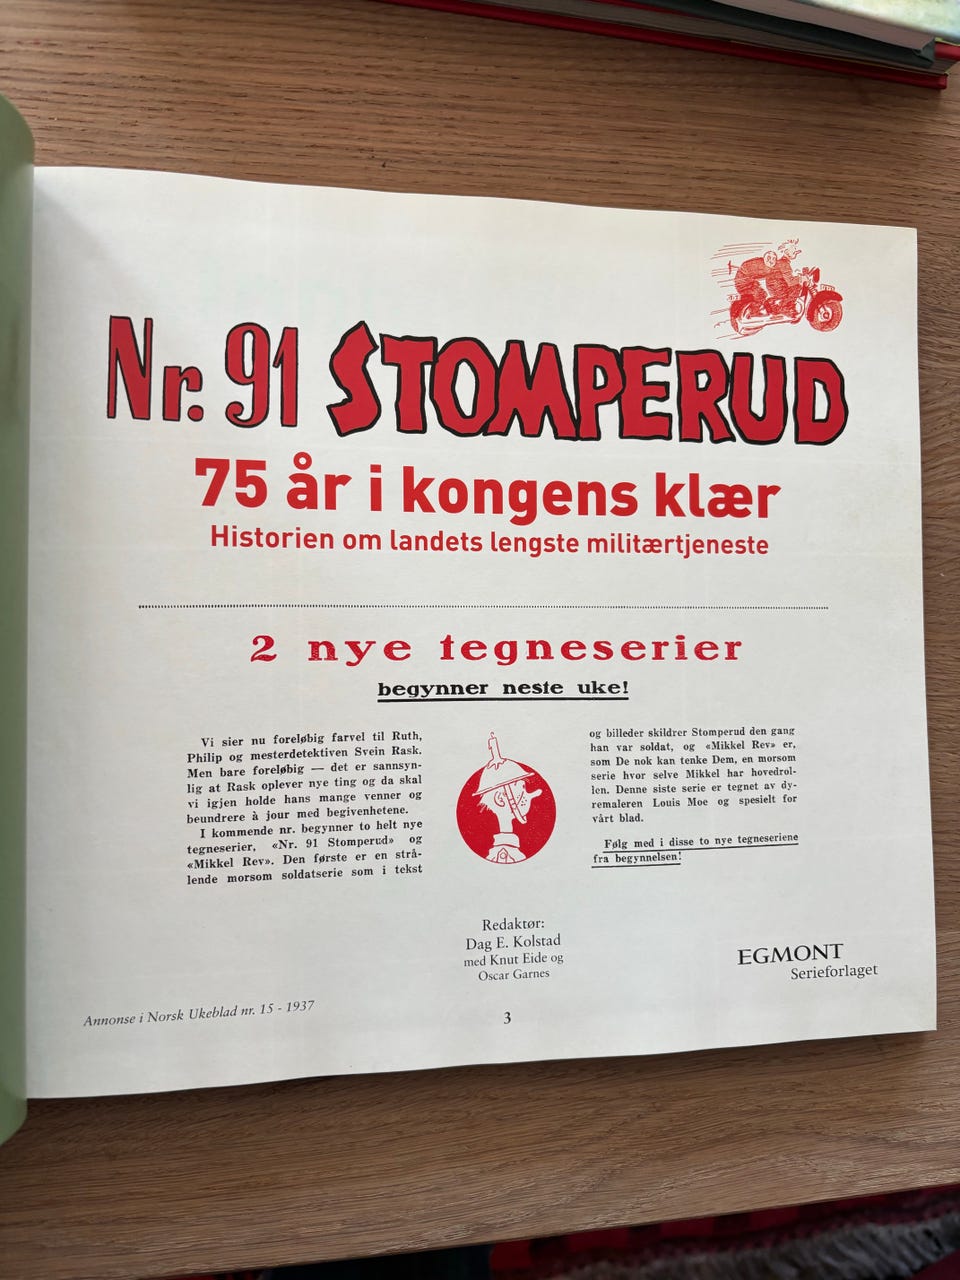 Nr. 91 STOMPERUD
75 år i kongens klær
Historien om landets lengste militærtjeneste
2 nye tegneserier
begynner neste uke!
Vi sier nu foreløbig farvel til Ruth,
Philip og mesterdetektiven Svein Rask.
Men bare foreløbig — det er sannsyn-
lig at Rask oplever nye ting og da skal
vi igjen holde hans mange venner og
beundrere à jour med begivenhetene.
I kommende nr. begynner to helt nye
tegneserier, «Nr. 91 Stomperud» og
«Mikkel Rev». Den første er en strå-
lende morsom soldatserie som i tekst
og billeder skildrer Stomperud den gang
han var soldat, og «Mikkel Rev» er,
som De nok kan tenke Dem, en morsom
serie hvor selve Mikkel har hovedrol-
len. Denne siste serie er tegnet av dy-
remaleren Louis Moe og spesielt for
vårt blad.
Følg med i disse to nye tegneseriene
fra begynnelsen!
Redaktør:
Dag E. Kolstad
med Knut Eide og
Oscar Garnes
EGMONT
Serieforlaget
Annonse i Norsk Ukeblad nr. 15 - 1937
3